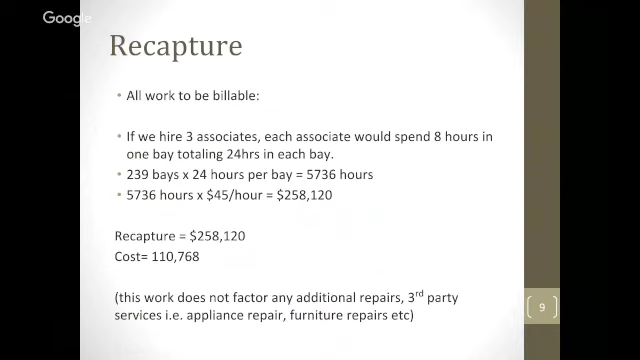 Google
Recapture
• All work to be billable:
• If we hire 3 associates, each associate would spend 8 hours in
one bay totaling 24hrs in each bay.
• 239 bays x 24 hours per bay = 5736 hours
• 5736 hours x $45/hour = $258,120
Recapture = $258,120
Cost= 110,768
(this work does not factor any additional repairs, 3rd party
services i.e. appliance repair, furniture repairs etc)
9